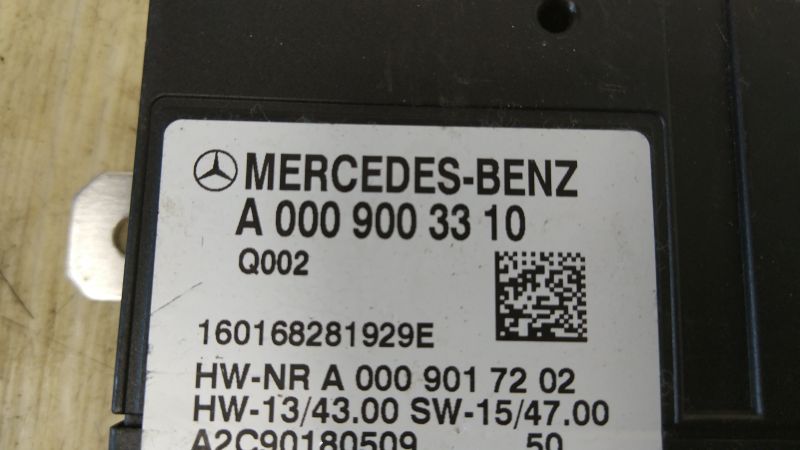 MERCEDES-BENZ
A 000 900 33 10
Q002
160168281929E
HW-NR A 000 901 72 02
HW-13/43.00 SW-15/47.00
A2C90180509 50